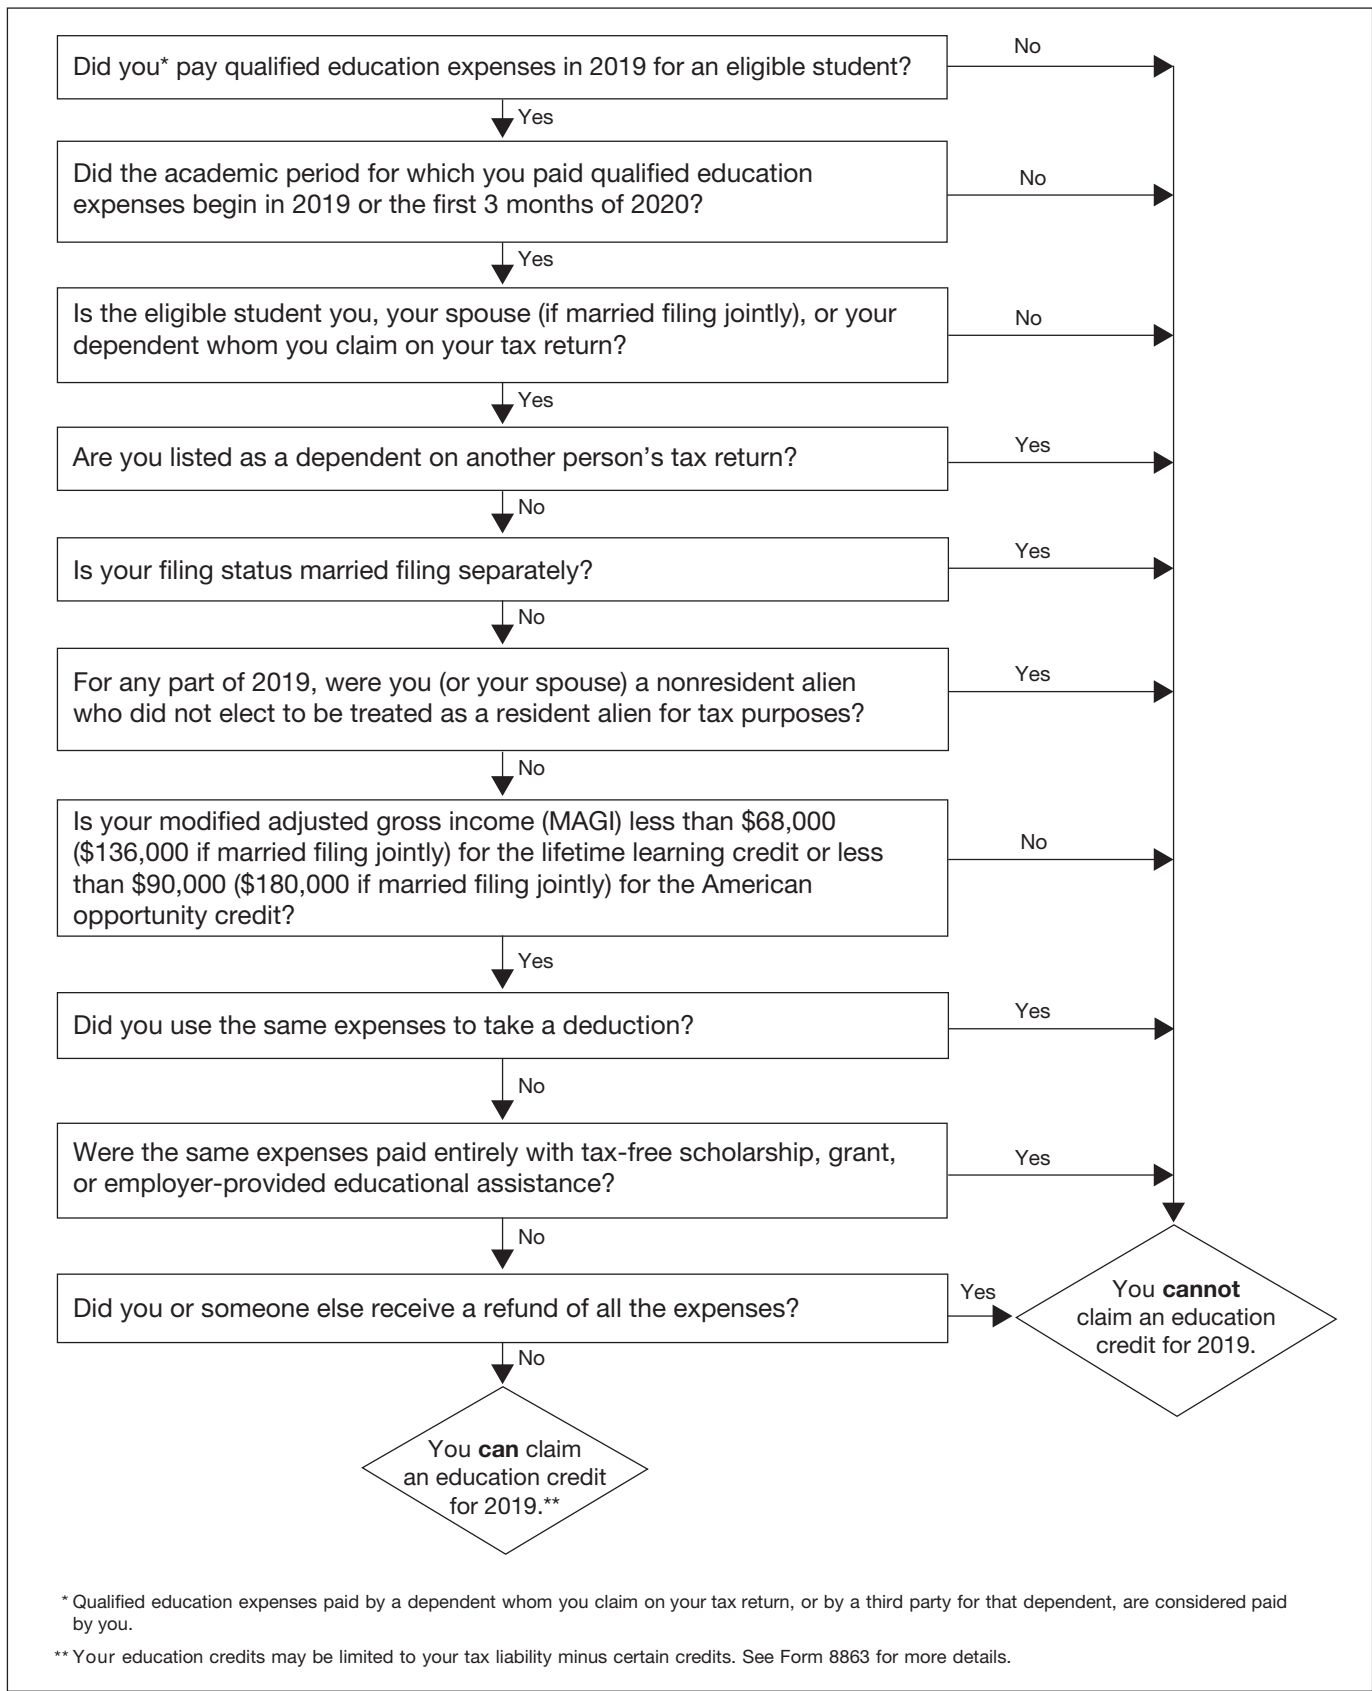 Did you* pay qualified education expenses in 2019 for an eligible student?
No
Yes
Did the academic period for which you paid qualified education
expenses begin in 2019 or the first 3 months of 2020?
No
Yes
Is the eligible student you, your spouse (if married filing jointly), or your
dependent whom you claim on your tax return?
No
Yes
Are you listed as a dependent on another person's tax return?
Yes
No
Is your filing status married filing separately?
Yes
No
For any part of 2019, were you (or your spouse) a nonresident alien
who did not elect to be treated as a resident alien for tax purposes?
Yes
No
Is your modified adjusted gross income (MAGI) less than $68,000
($136,000 if married filing jointly) for the lifetime learning credit or less
than $90,000 ($180,000 if married filing jointly) for the American
opportunity credit?
No
Yes
Did you use the same expenses to take a deduction?
Yes
No
Were the same expenses paid entirely with tax-free scholarship, grant,
or employer-provided educational assistance?
Yes
No
Did you or someone else receive a refund of all the expenses?
Yes
You cannot
claim an education
credit for 2019.
No
You can claim
an education credit
for 2019.**
* Qualified education expenses paid by a dependent whom you claim on your tax return, or by a third party for that dependent, are considered paid
by you.
** Your education credits may be limited to your tax liability minus certain credits. See Form 8863 for more details.